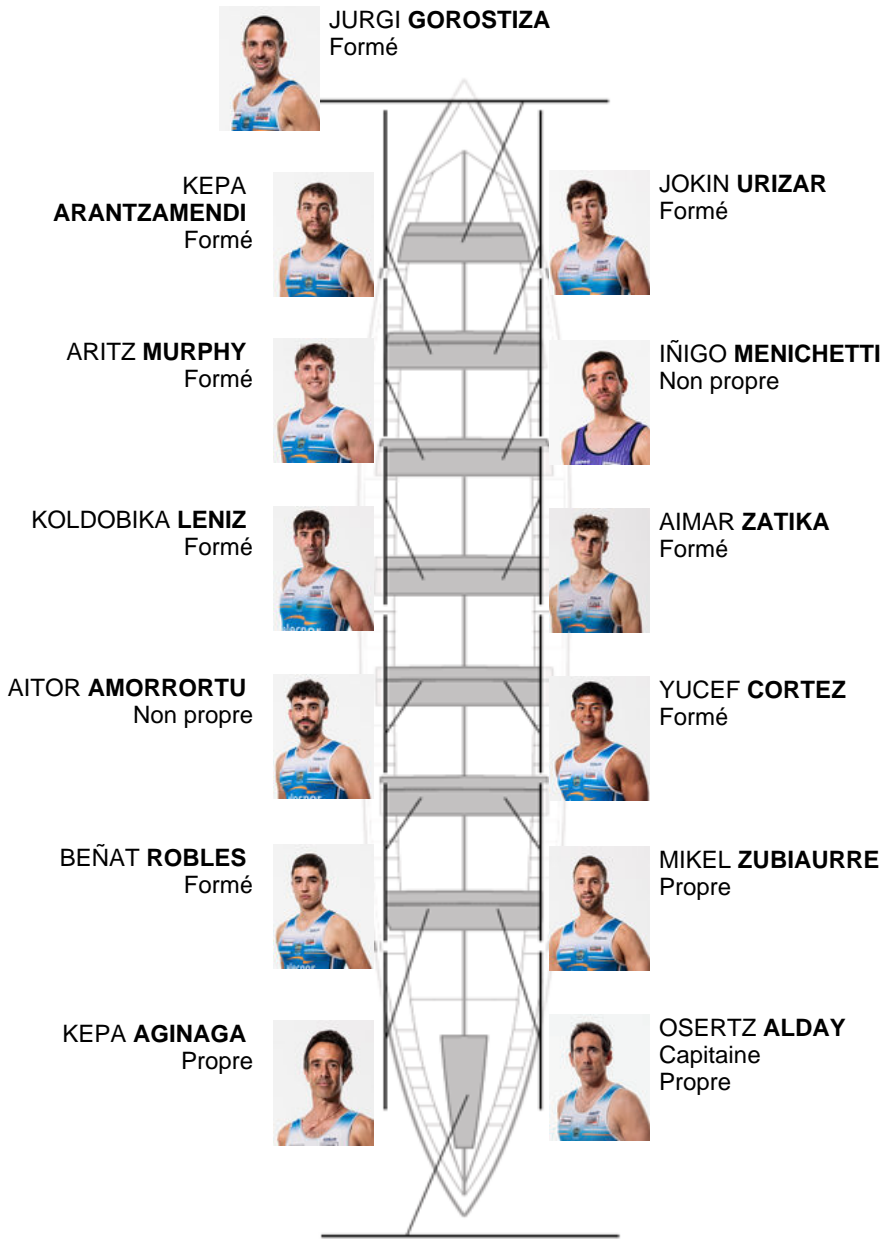 JURGI GOROSTIZA
Formé
KEPA
ARANTZAMENDI
Formé
JOKIN URIZAR
Formé
ARITZ MURPHY
Formé
IÑIGO MENICHETTI
Non propre
KOLDOBIKA LENIZ
Formé
AIMAR ZATIKA
Formé
AITOR AMORRORTU
Non propre
YUCEF CORTEZ
Formé
BEÑAT ROBLES
Formé
MIKEL ZUBIAURRE
Propre
KEPA AGINAGA
Propre
OSERTZ ALDAY
Capitaine
Propre